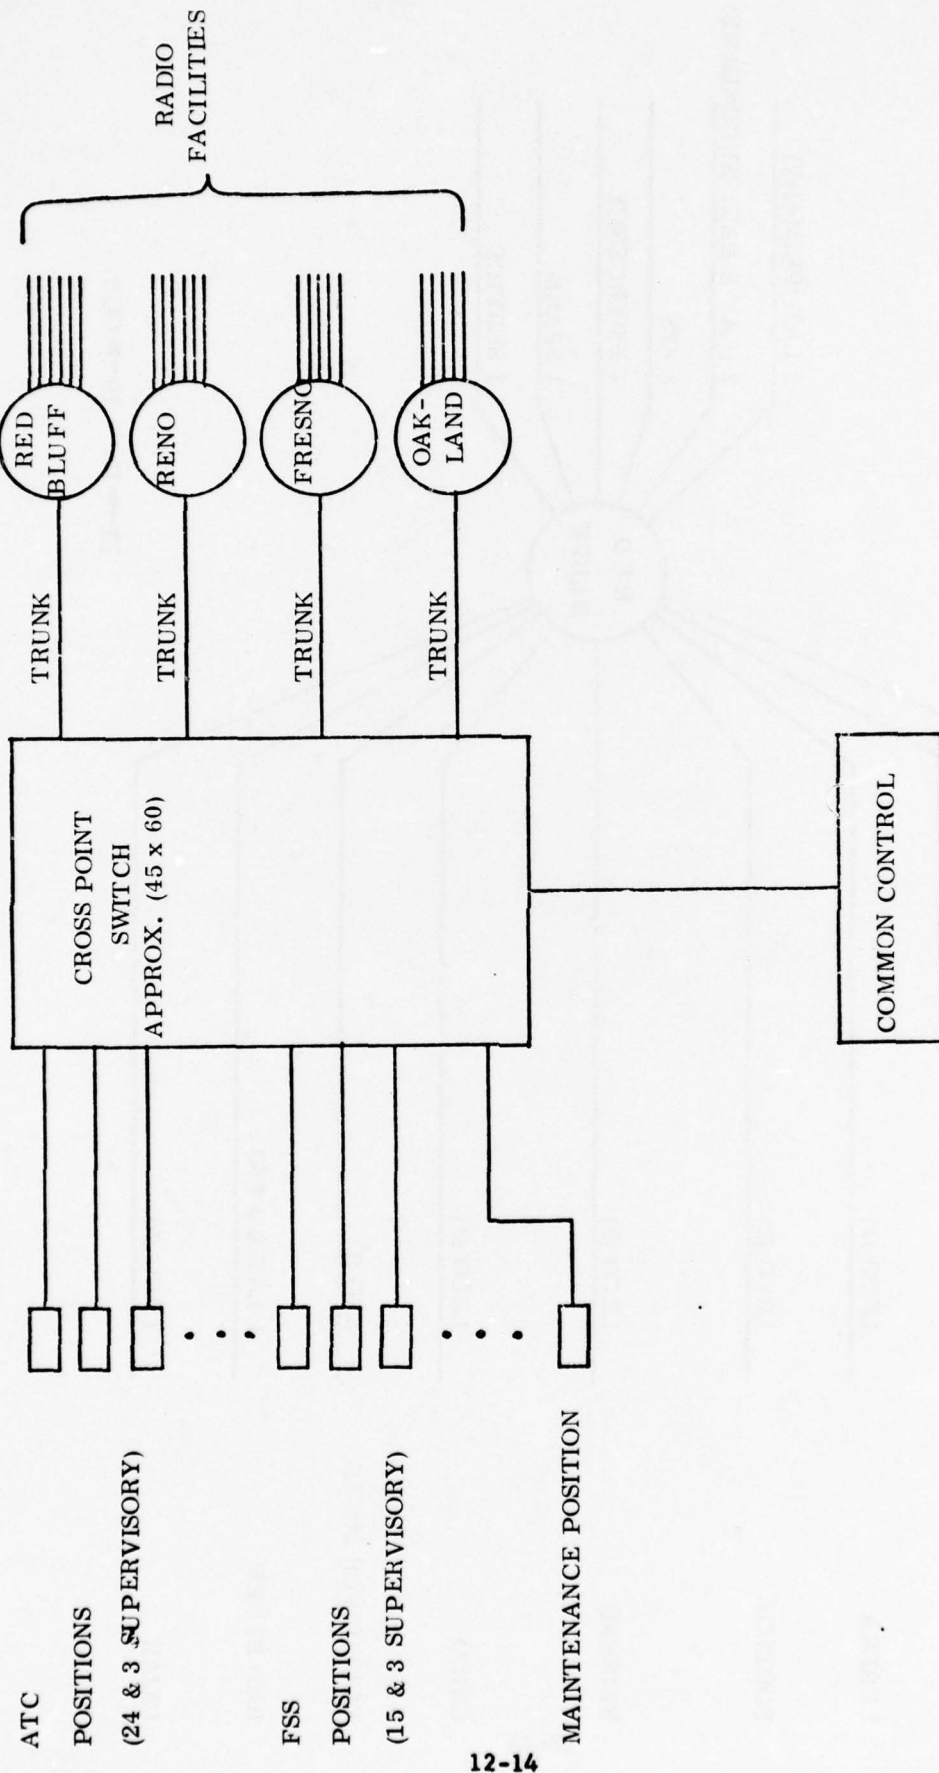 ATC
POSITIONS
(24 & 3 SUPERVISORY)
FSS
POSITIONS
(15 & 3 SUPERVISORY)
MAINTENANCE POSITION
CROSS POINT
SWITCH
APPROX. (45 x 60)
COMMON CONTROL
TRUNK
TRUNK
TRUNK
TRUNK
RED
BLUFF
RENO
FRESNO
OAK-
LAND
RADIO
FACILITIES
12-14